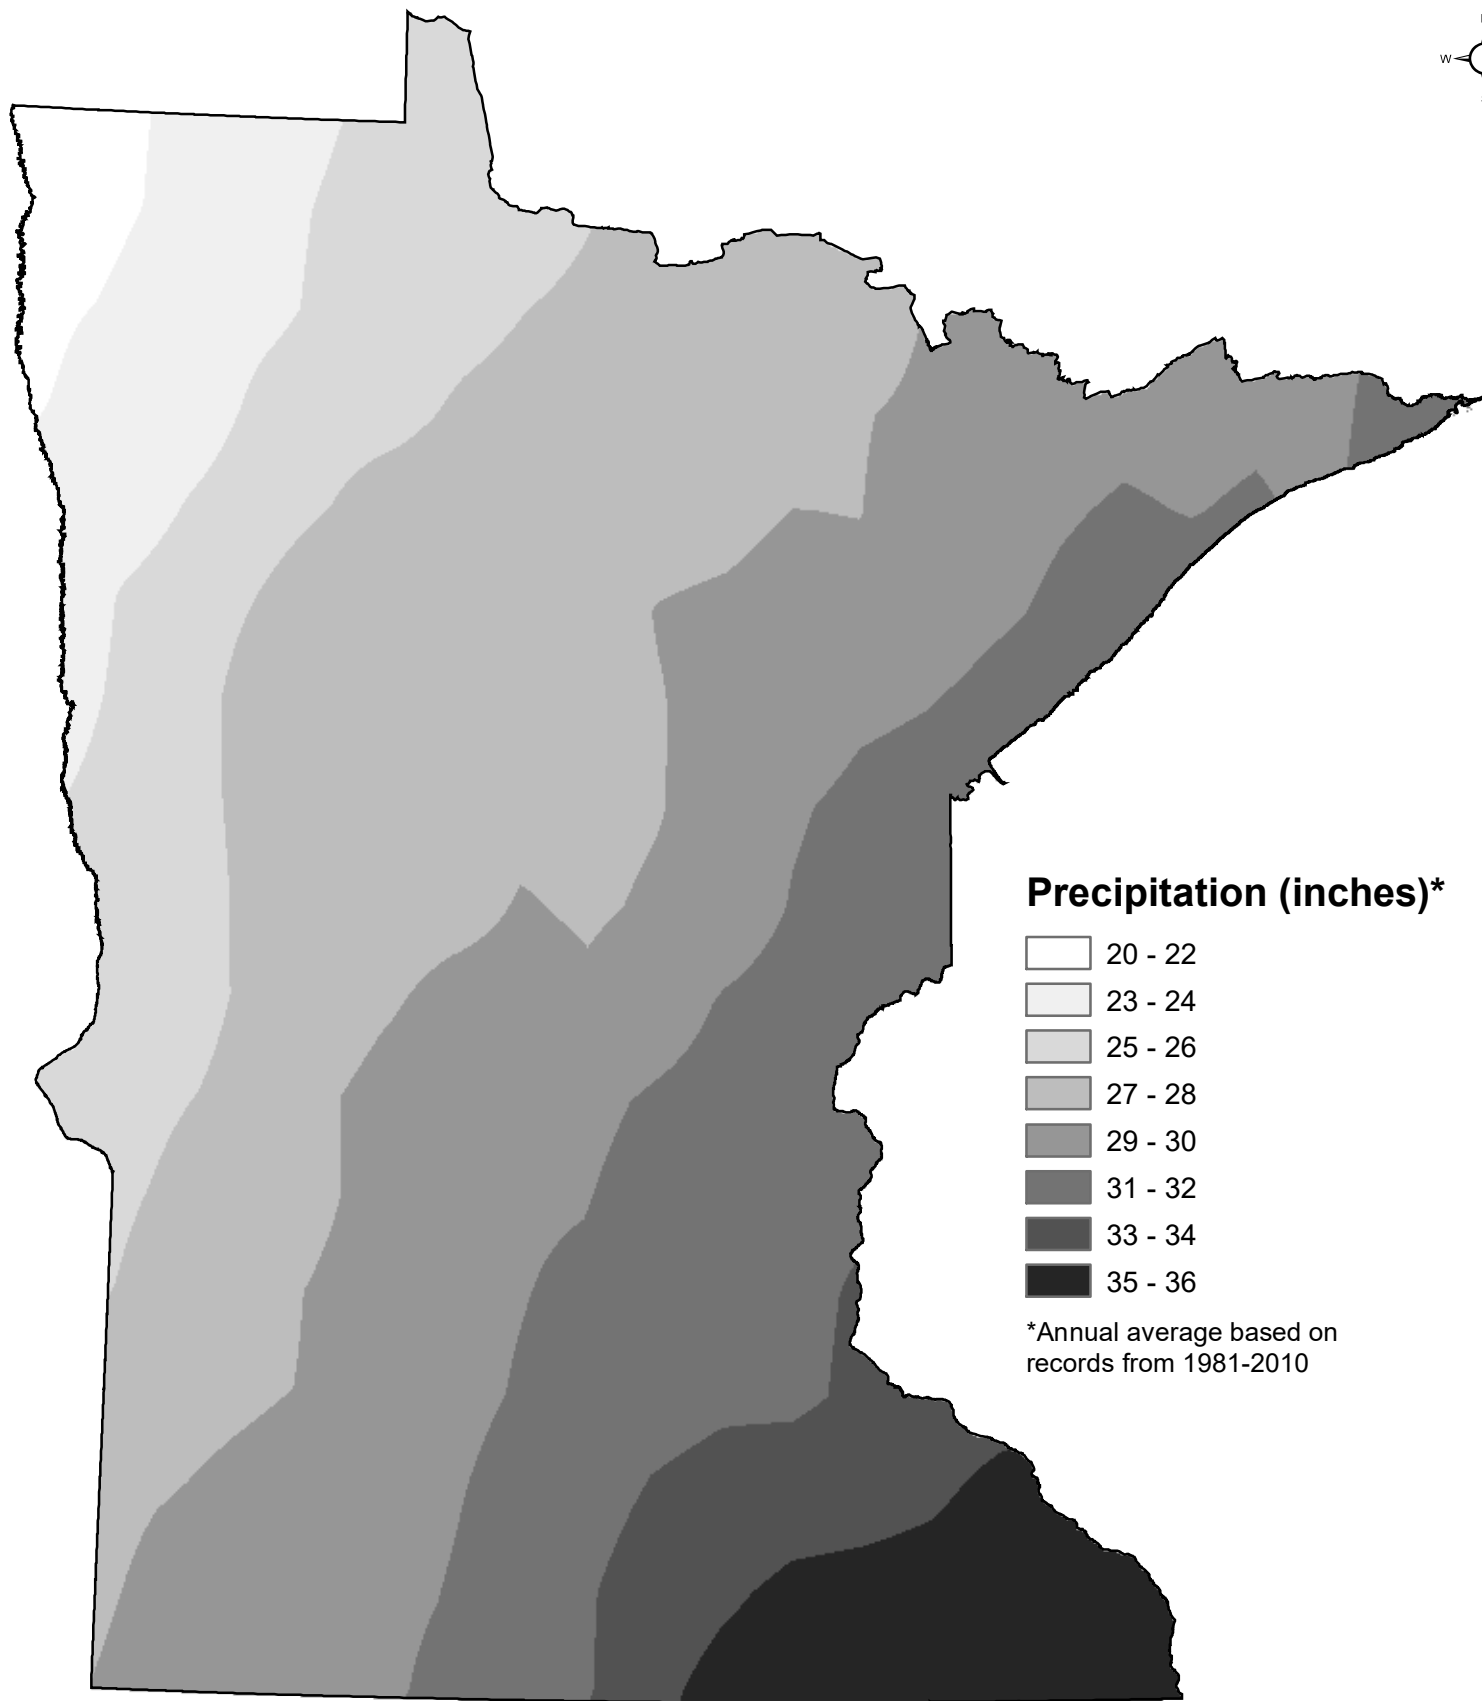 W
Precipitation (inches)*
20 - 22
23 - 24
25 - 26
27 - 28
29 - 30
31 - 32
33 - 34
35 - 36
*Annual average based on
records from 1981-2010